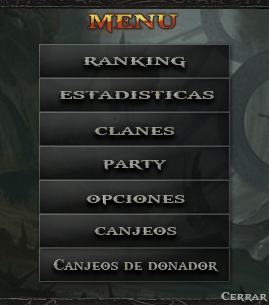 MENU
RANKING
ESTADISTICAS
CLANES
PARTY
OPCIONES
CANJEOS
CANJEOS DE DONADOR
CERRAR